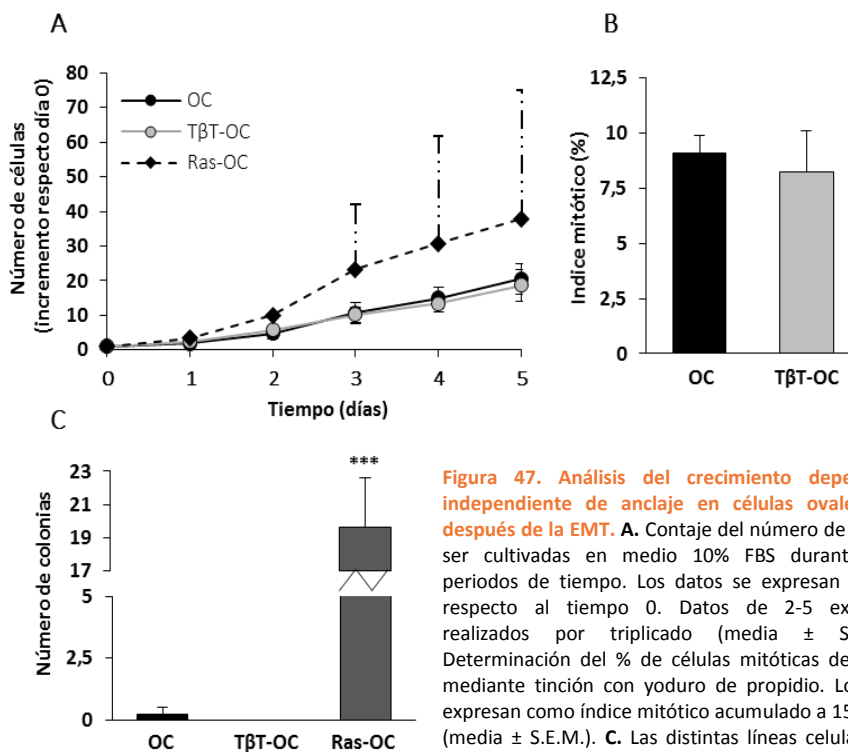 A
Número de células
(incremento respecto día 0)
80
70
60
50
40
30
20
10
0
OC
TβT-OC
Ras-OC
0 1 2 3 4 5
Tiempo (días)
B
Indice mitótico (%)
12,5
10
7,5
5
2,5
0
OC TβT-OC
C
Número de colonías
23
21
19
17
5
2,5
0
***
OC TβT-OC Ras-OC
Figura 47. Análisis del crecimiento depe
independiente de anclaje en células ovale
después de la EMT. A. Contaje del número de
ser cultivadas en medio 10% FBS durant
periodos de tiempo. Los datos se expresan
respecto al tiempo 0. Datos de 2-5 ex
realizados por triplicado (media ± S
Determinación del % de células mitóticas de
mediante tinción con yoduro de propidio. Lo
expresan como índice mitótico acumulado a 15
(media ± S.E.M.). C. Las distintas líneas celula